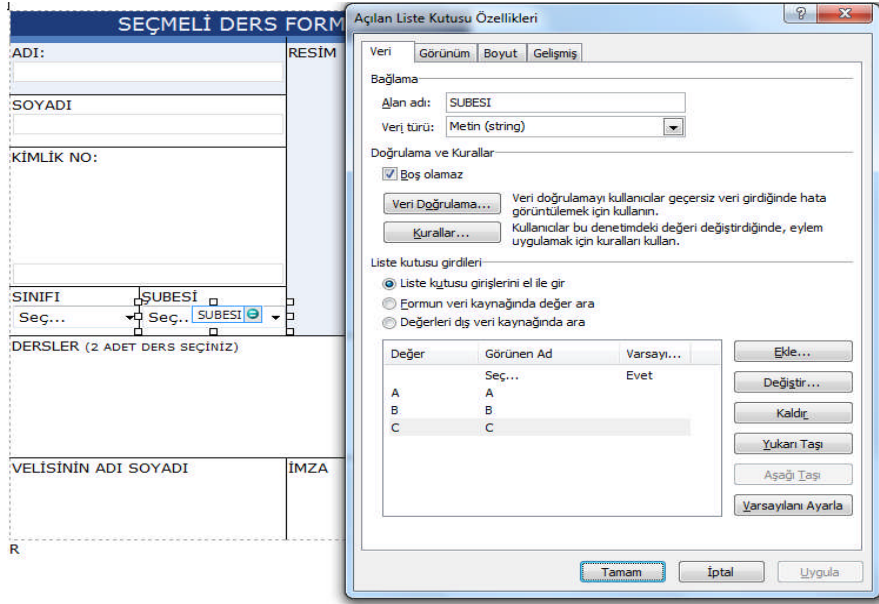 SEÇMELİ DERS FORM
ADI:
RESİM
SOYADI
KİMLİK NO:
SINIFI
ŞUBESİ
Seç...
Seç..
SUBESI
DERSLER (2 ADET DERS SEÇİNİZ)
VELİSİNİN ADI SOYADI
İMZA
R
Açılan Liste Kutusu Özellikleri
Veri Görünüm Boyut Gelişmiş
Bağlama
Alan adı: SUBESI
Veri türü: Metin (string)
Doğrulama ve Kurallar
Boş olamaz
Veri Doğrulama...
Veri doğrulamayı kullanıcılar geçersiz veri girdiğinde hata
görüntülemek için kullanın.
Kurallar...
Kullanıcılar bu denetimdeki değeri değiştirdiğinde, eylem
uygulamak için kuralları kullan.
Liste kutusu girdileri
Liste kutusu girişlerini el ile gir
Formun veri kaynağında değer ara
Değerleri dış veri kaynağında ara
Değer Görünen Ad Varsayı...
Seç... Evet
A A
B B
C C
Ekle...
Değiştir...
Kaldır
Yukarı Taşı
Aşağı Taşı
Varsayılanı Ayarla
Tamam İptal Uygula